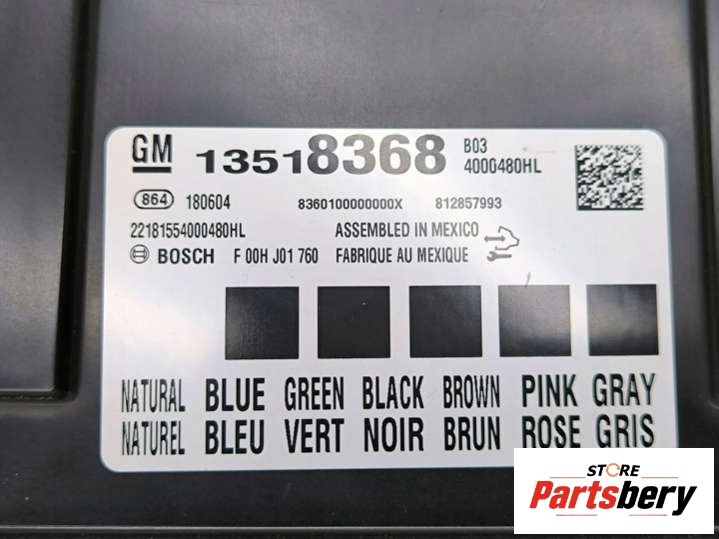 GM 13518368 B03
4000480HL
864 180604 8360100000000X 812857993
22181554000480HL ASSEMBLED IN MEXICO
BOSCH F 00H J01 760 FABRIQUE AU MEXIQUE
NATURAL BLUE GREEN BLACK BROWN PINK GRAY
NATUREL BLEU VERT NOIR BRUN ROSE GRIS
STORE
Partsbery